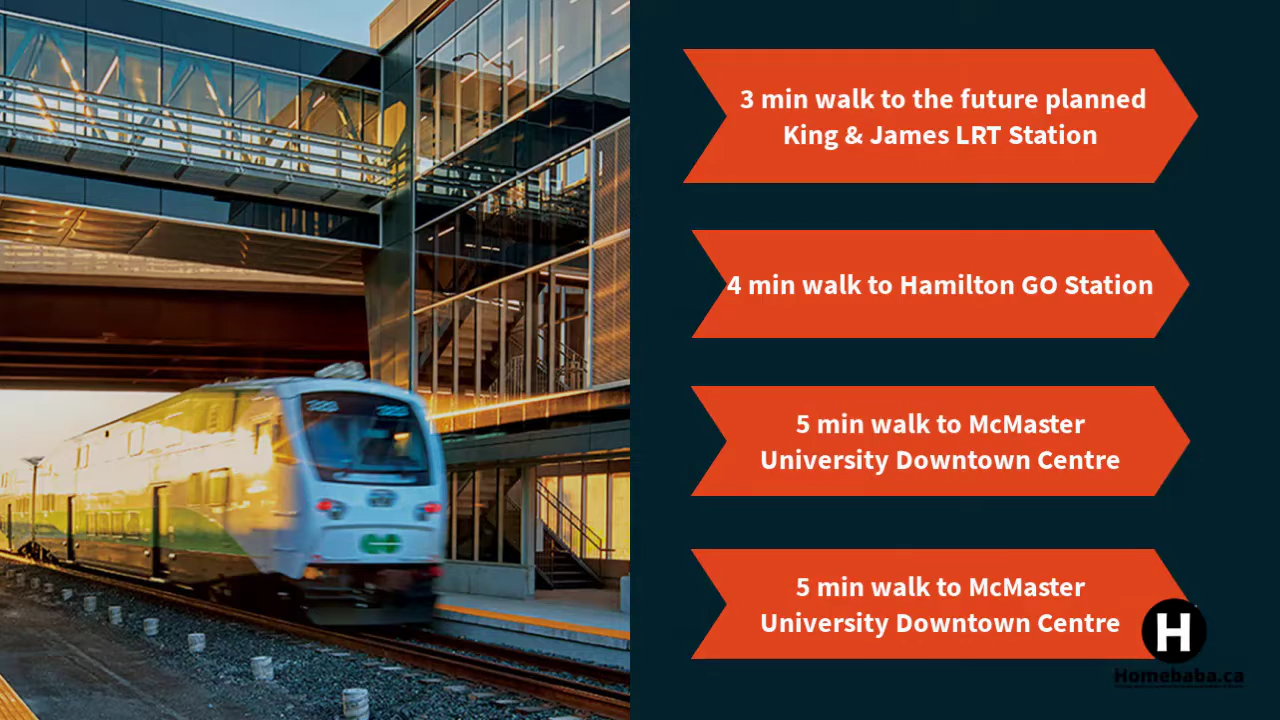 3 min walk to the future planned
King & James LRT Station
4 min walk to Hamilton GO Station
5 min walk to McMaster
University Downtown Centre
5 min walk to McMaster
University Downtown Centre
H
Homebaba.ca
GO